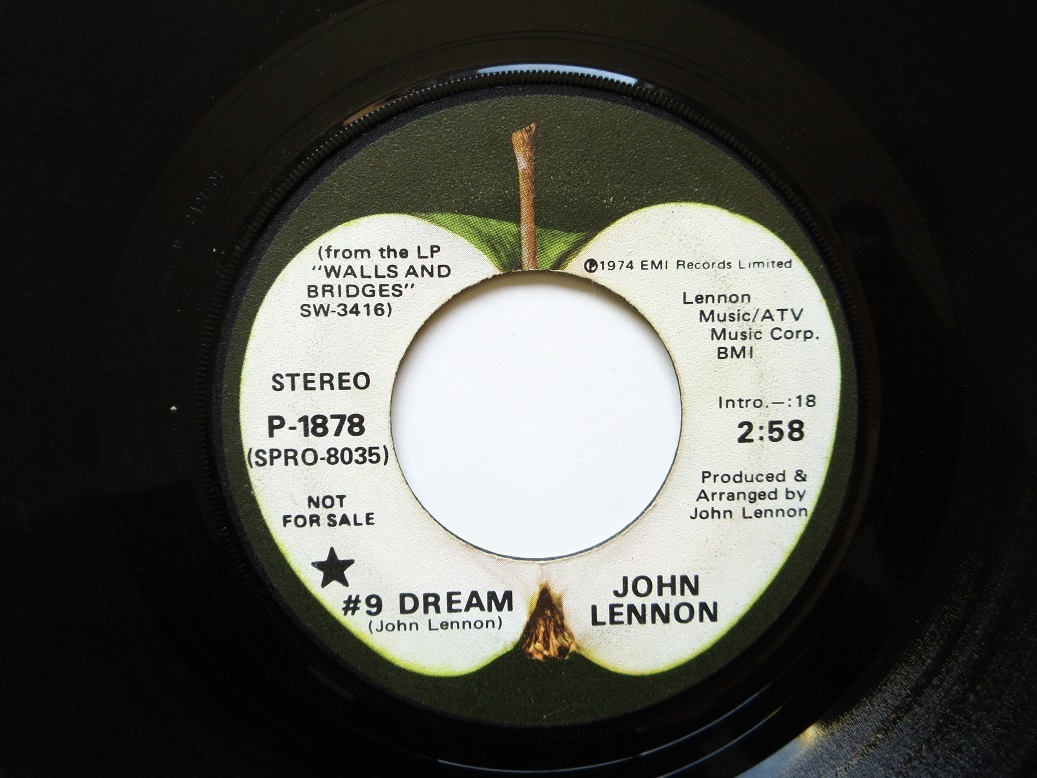 (from the LP
"WALLS AND
BRIDGES"
SW-3416)
STEREO
P-1878
(SPRO-8035)
NOT
FOR SALE
★
#9 DREAM
(John Lennon)
℗1974 EMI Records Limited
Lennon
Music/ATV
Music Corp.
BMI
Intro.—:18
2:58
Produced &
Arranged by
John Lennon
JOHN
LENNON